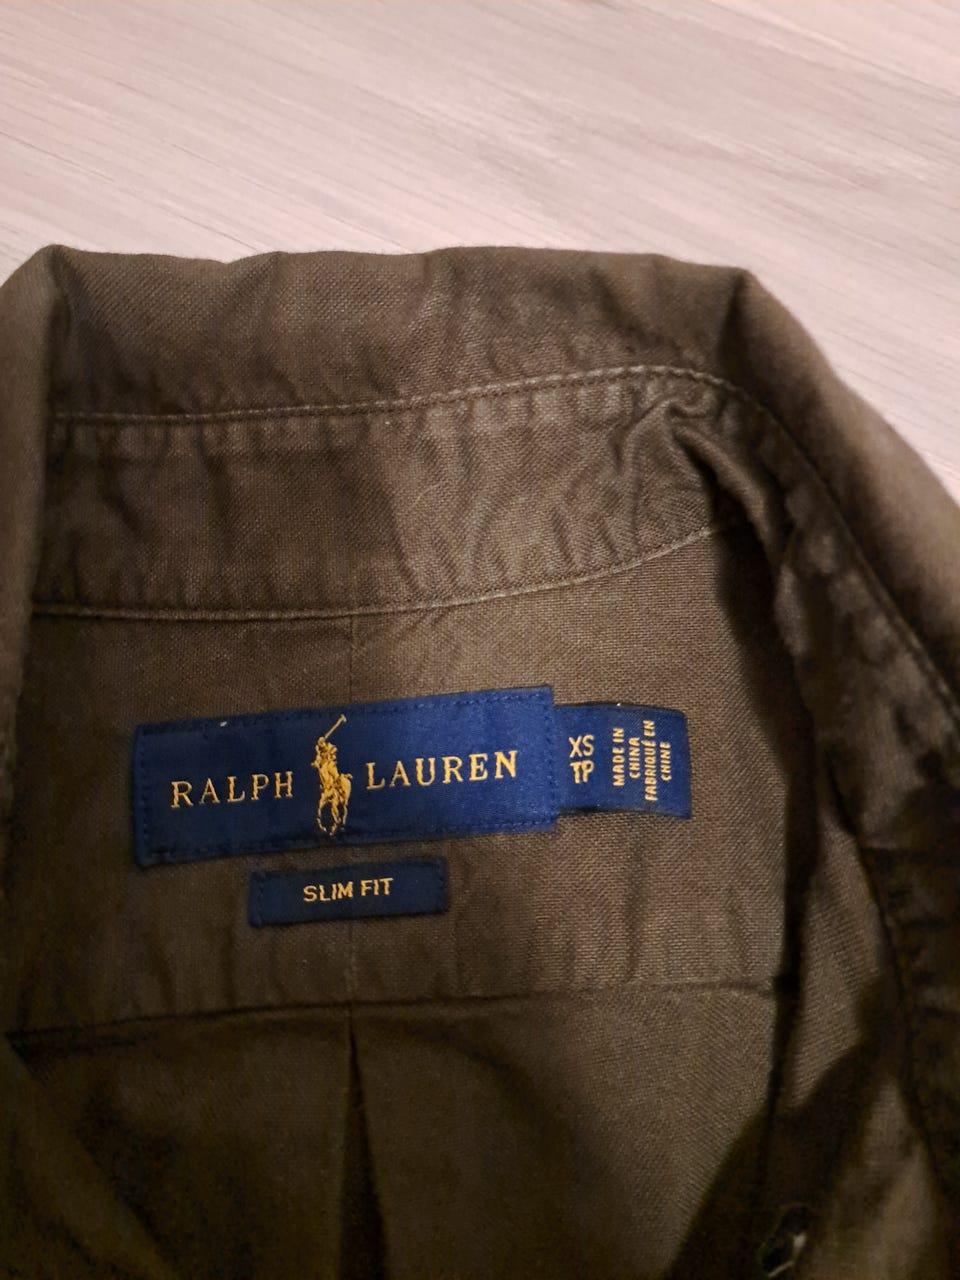 RALPH LAUREN
XS
TP
MADE IN
CHINA
FABRIQUÉ EN
CHINE
SLIM FIT